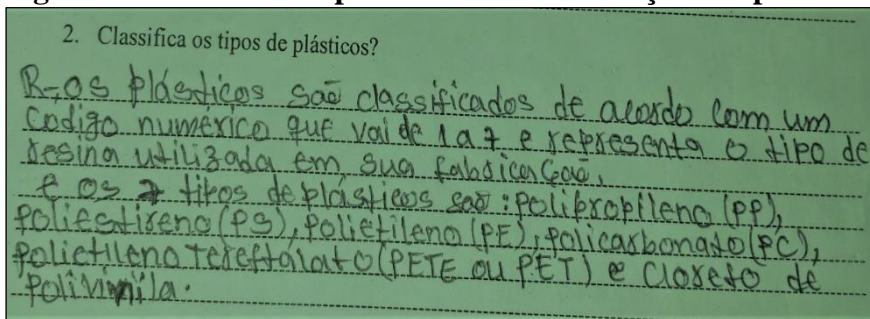 2. Classifica os tipos de plásticos?
R-os plásticos saõ classificados de acordo com um
Codigo numérico que vai de 1 a 7 e representa o tipo de
resina utilizada em sua fabricaçaõ,
e os 7 tipos de plásticos saõ: polipropileno (PP),
poliestireno (PS), polietileno (PE), policarbonato (PC),
polietileno tereftalato (PETE ou PET) e cloreto de
polivinila.